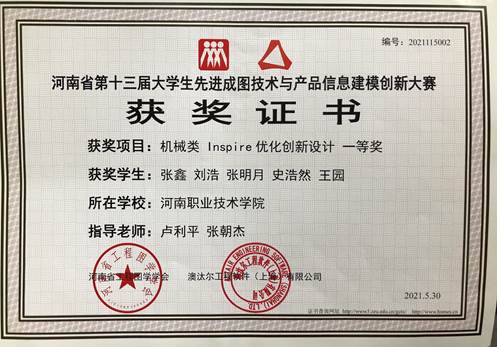 编号：2021115002
河南省第十三届大学生先进成图技术与产品信息建模创新大赛
获奖证书
获奖项目：机械类 Inspire 优化创新设计 一等奖
获奖学生：张鑫 刘浩 张明月 史浩然 王园
所在学校：河南职业技术学院
指导老师：卢利平 张朝杰
河南省工程图学学会 澳汰尔工程软件（上海）有限公司
2021.5.30